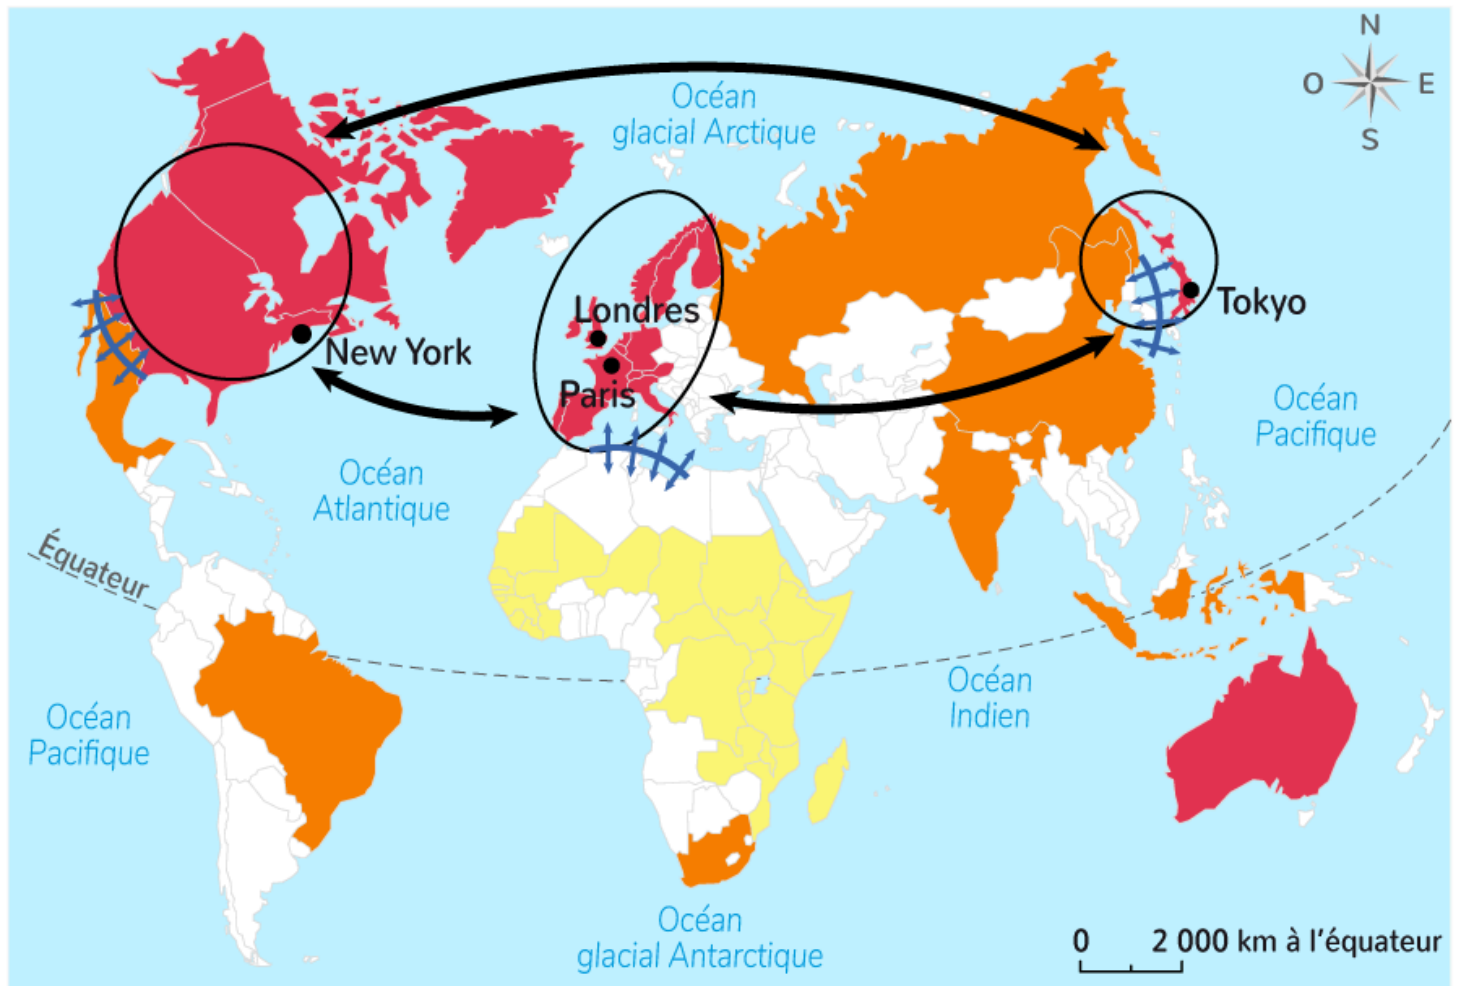 N
O
E
S
Océan
glacial Arctique
Londres
Tokyo
New York
Paris
Océan
Pacifique
Océan
Atlantique
Équateur
Océan
Indien
Océan
Pacifique
Océan
glacial Antarctique
0 2 000 km à l'équateur